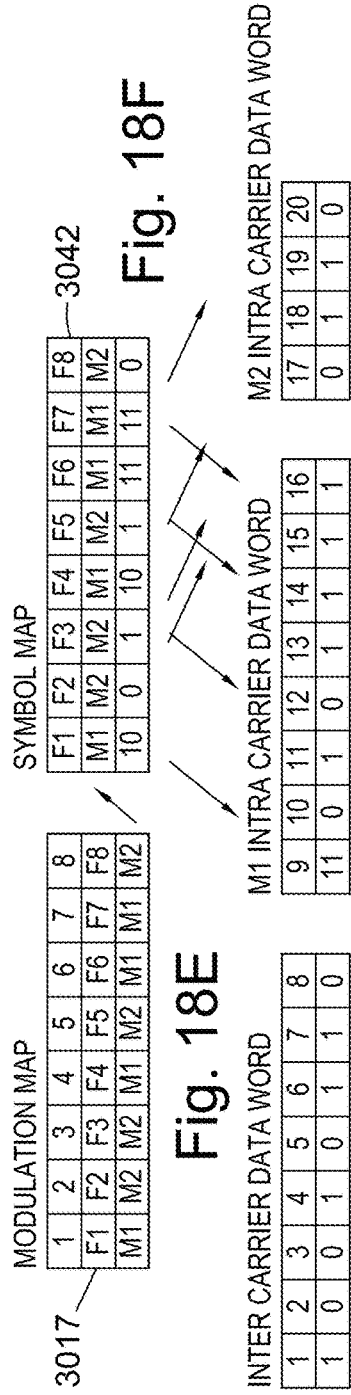 MODULATION MAP
3017
1 2 3 4 5 6 7 8
F1 F2 F3 F4 F5 F6 F7 F8
M1 M2 M2 M1 M2 M1 M1 M2
Fig. 18E
SYMBOL MAP
3042
F1 F2 F3 F4 F5 F6 F7 F8
M1 M2 M2 M1 M2 M1 M1 M2
10 0 1 10 1 11 11 0
Fig. 18F
INTER CARRIER DATA WORD
1 2 3 4 5 6 7 8
1 0 0 1 0 1 1 0
M1 INTRA CARRIER DATA WORD
9 10 11 12 13 14 15 16
11 0 1 0 1 1 1 1
M2 INTRA CARRIER DATA WORD
17 18 19 20
0 1 1 0